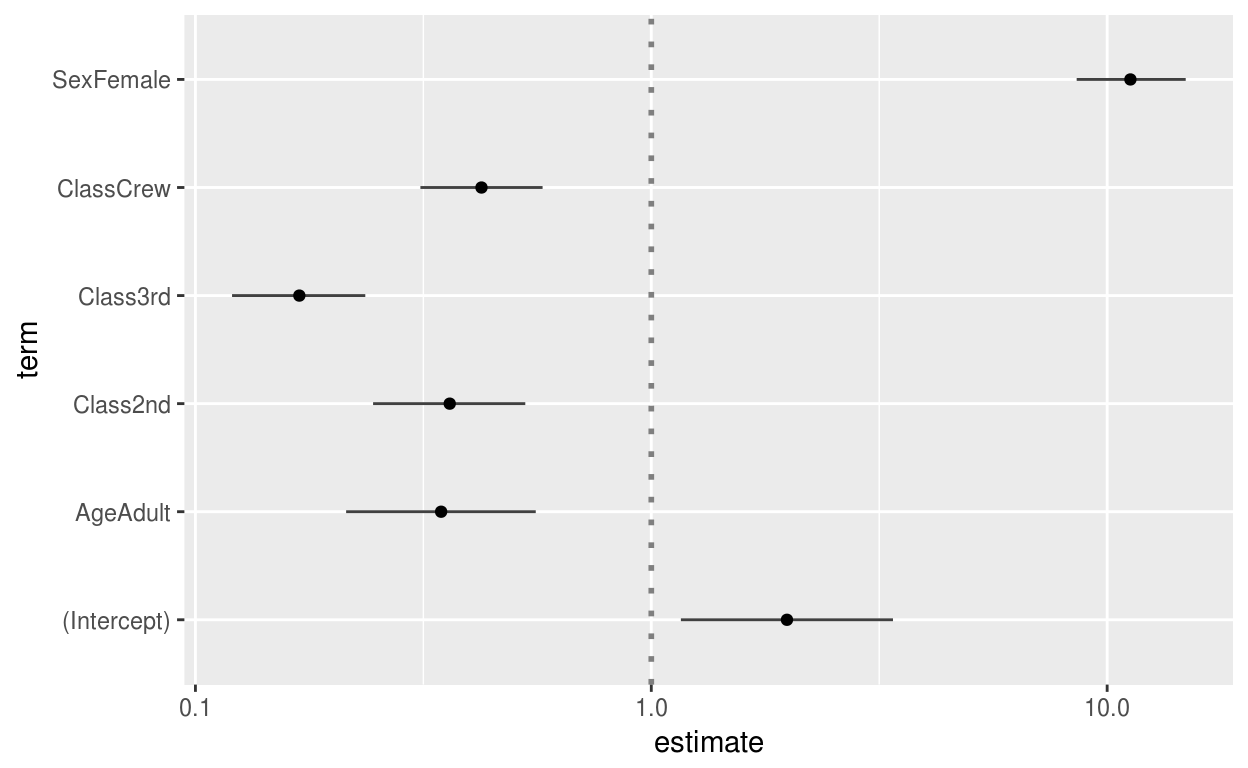 SexFemale
ClassCrew
Class3rd
Class2nd
AgeAdult
(Intercept)
term
0.1 1.0 10.0
estimate